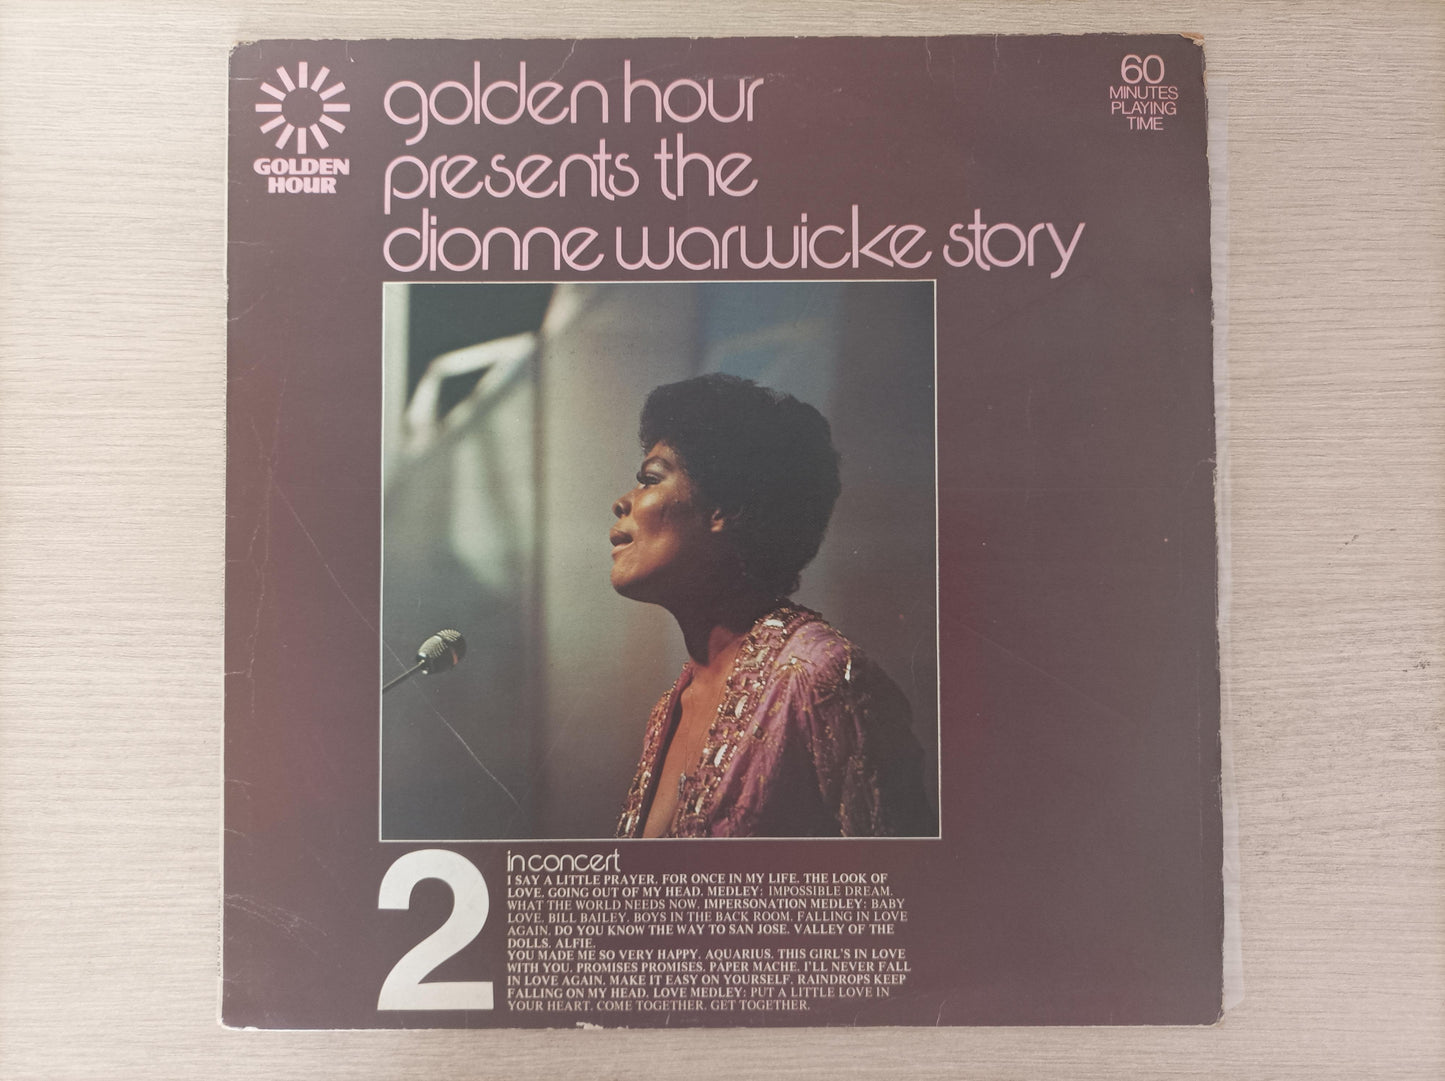 GOLDEN
HOUR
golden hour
presents the
dionne warwicke story
60
MINUTES
PLAYING
TIME
2
in concert
I SAY A LITTLE PRAYER. FOR ONCE IN MY LIFE. THE LOOK OF
LOVE. GOING OUT OF MY HEAD. MEDLEY: IMPOSSIBLE DREAM.
WHAT THE WORLD NEEDS NOW. IMPERSONATION MEDLEY: BABY
LOVE. BILL BAILEY. BOYS IN THE BACK ROOM. FALLING IN LOVE
AGAIN. DO YOU KNOW THE WAY TO SAN JOSE. VALLEY OF THE
DOLLS. ALFIE.
YOU MADE ME SO VERY HAPPY. AQUARIUS. THIS GIRL'S IN LOVE
WITH YOU. PROMISES PROMISES. PAPER MACHE. I'LL NEVER FALL
IN LOVE AGAIN. MAKE IT EASY ON YOURSELF. RAINDROPS KEEP
FALLING ON MY HEAD. LOVE MEDLEY: PUT A LITTLE LOVE IN
YOUR HEART. COME TOGETHER. GET TOGETHER.